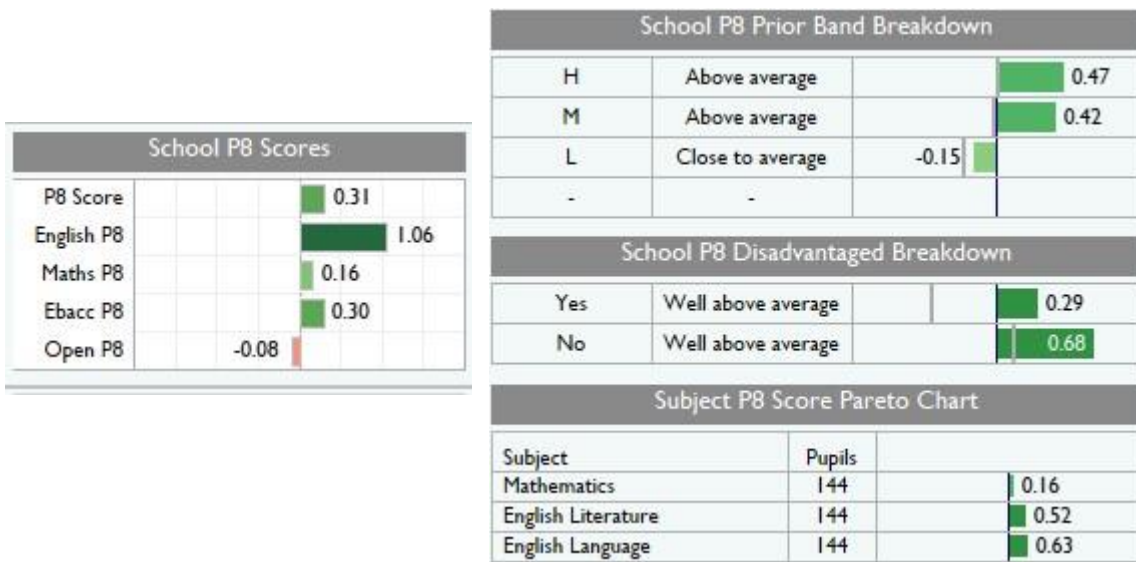 School P8 Scores
P8 Score 0.31
English P8 1.06
Maths P8 0.16
Ebacc P8 0.30
Open P8 -0.08
School P8 Prior Band Breakdown
H Above average 0.47
M Above average 0.42
L Close to average -0.15
- -
School P8 Disadvantaged Breakdown
Yes Well above average 0.29
No Well above average 0.68
Subject P8 Score Pareto Chart
Subject Pupils
Mathematics 144 0.16
English Literature 144 0.52
English Language 144 0.63